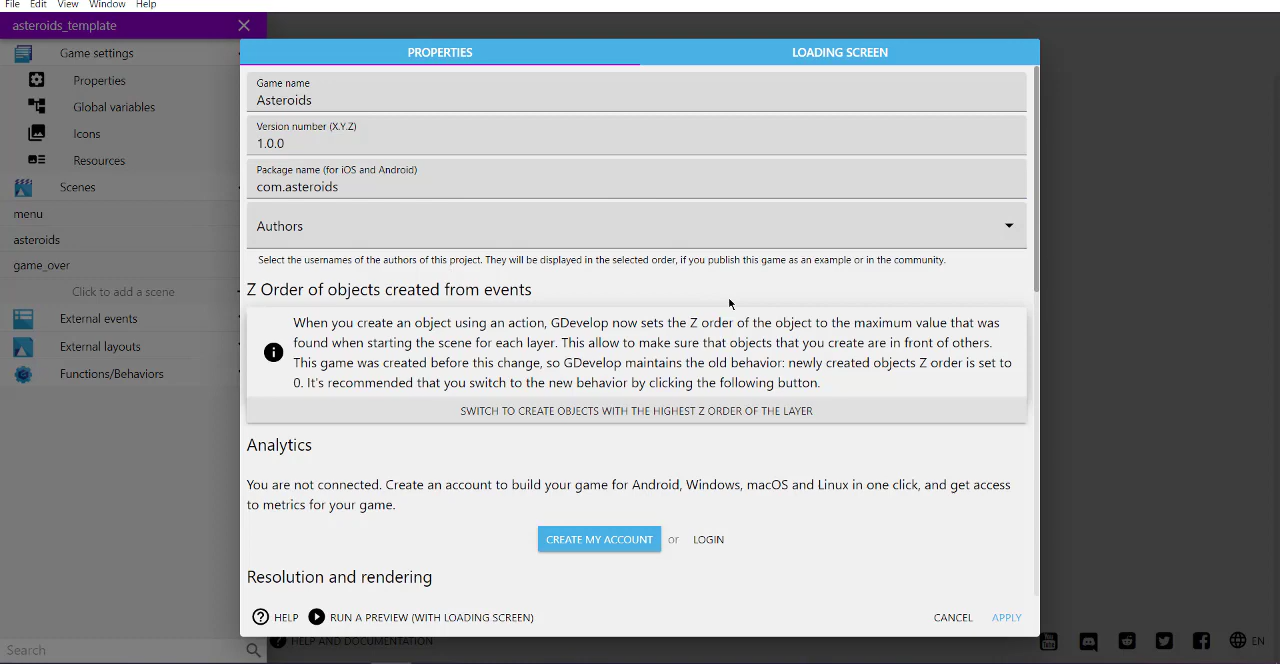 File Edit View Window Help
asteroids_template
Game settings
Properties
Global variables
Icons
Resources
Scenes
menu
asteroids
game_over
Click to add a scene
External events
External layouts
Functions/Behaviors
Search
PROPERTIES
LOADING SCREEN
Game name
Asteroids
Version number (X.Y.Z)
1.0.0
Package name (for iOS and Android)
com.asteroids
Authors
Select the usernames of the authors of this project. They will be displayed in the selected order, if you publish this game as an example or in the community.
Z Order of objects created from events
When you create an object using an action, GDevelop now sets the Z order of the object to the maximum value that was
found when starting the scene for each layer. This allow to make sure that objects that you create are in front of others.
This game was created before this change, so GDevelop maintains the old behavior: newly created objects Z order is set to
0. It's recommended that you switch to the new behavior by clicking the following button.
SWITCH TO CREATE OBJECTS WITH THE HIGHEST Z ORDER OF THE LAYER
Analytics
You are not connected. Create an account to build your game for Android, Windows, macOS and Linux in one click, and get access
to metrics for your game.
CREATE MY ACCOUNT or LOGIN
Resolution and rendering
HELP RUN A PREVIEW (WITH LOADING SCREEN)
CANCEL APPLY
HELP AND DOCUMENTATION
You Tube
EN